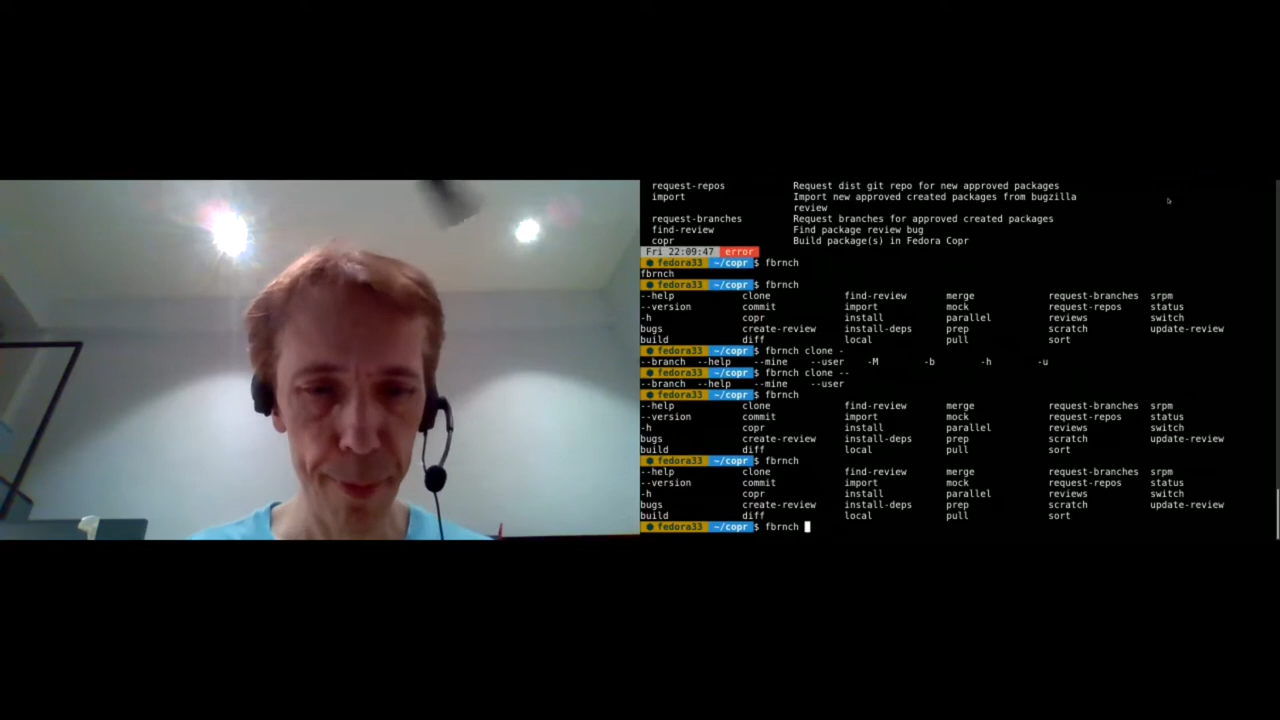 request-repos Request dist git repo for new approved packages
import Import new approved created packages from bugzilla
review
request-branches Request branches for approved created packages
find-review Find package review bug
copr Build package(s) in Fedora Copr
Fri 22:09:47 error
fedora33 ~/copr $ fbrnch
fbrnch
fedora33 ~/copr $ fbrnch
--help clone find-review merge request-branches srpm
--version commit import mock request-repos status
-h copr install parallel reviews switch
bugs create-review install-deps prep scratch update-review
build diff local pull sort
fedora33 ~/copr $ fbrnch clone -
--branch --help --mine --user -M -b -h -u
fedora33 ~/copr $ fbrnch clone --
--branch --help --mine --user
fedora33 ~/copr $ fbrnch
--help clone find-review merge request-branches srpm
--version commit import mock request-repos status
-h copr install parallel reviews switch
bugs create-review install-deps prep scratch update-review
build diff local pull sort
fedora33 ~/copr $ fbrnch
--help clone find-review merge request-branches srpm
--version commit import mock request-repos status
-h copr install parallel reviews switch
bugs create-review install-deps prep scratch update-review
build diff local pull sort
fedora33 ~/copr $ fbrnch